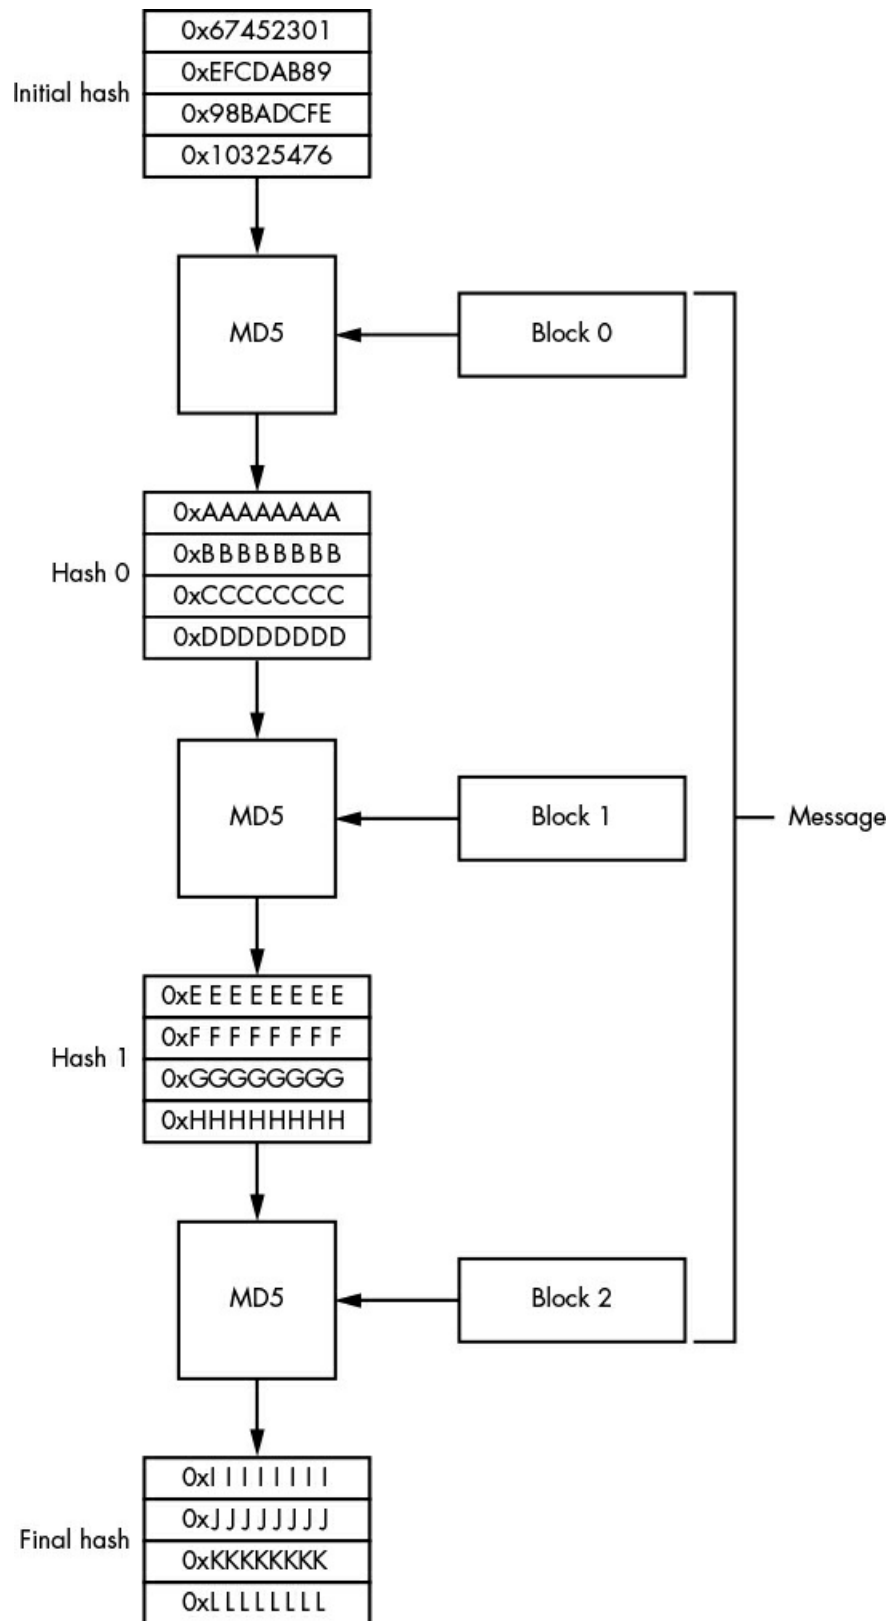 0x67452301
0xEFCDAB89
Initial hash
0x98BADCFE
0x10325476
MD5
Block 0
0xAAAAAAAA
0xBBBBBBBB
Hash 0
0xCCCCCCCC
0xDDDDDDDD
MD5
Block 1
Message
0xEEEEEEEE
0xFFFFFFFF
Hash 1
0xGGGGGGGG
0xHHHHHHHH
MD5
Block 2
0xIIIIIIII
0xJJJJJJJJ
Final hash
0xKKKKKKKK
0xLLLLLLLL